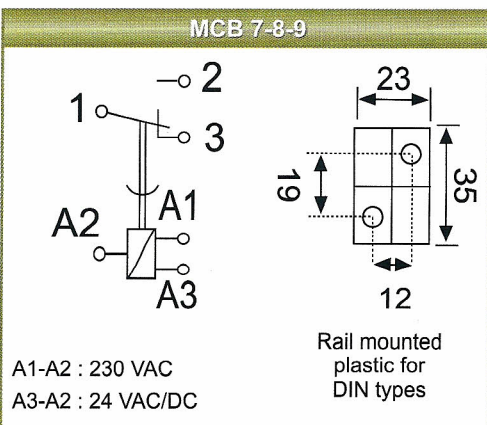 MCB 7-8-9
2
1
3
A1
A2
A3
A1-A2 : 230 VAC
A3-A2 : 24 VAC/DC
23
19
35
12
Rail mounted
plastic for
DIN types